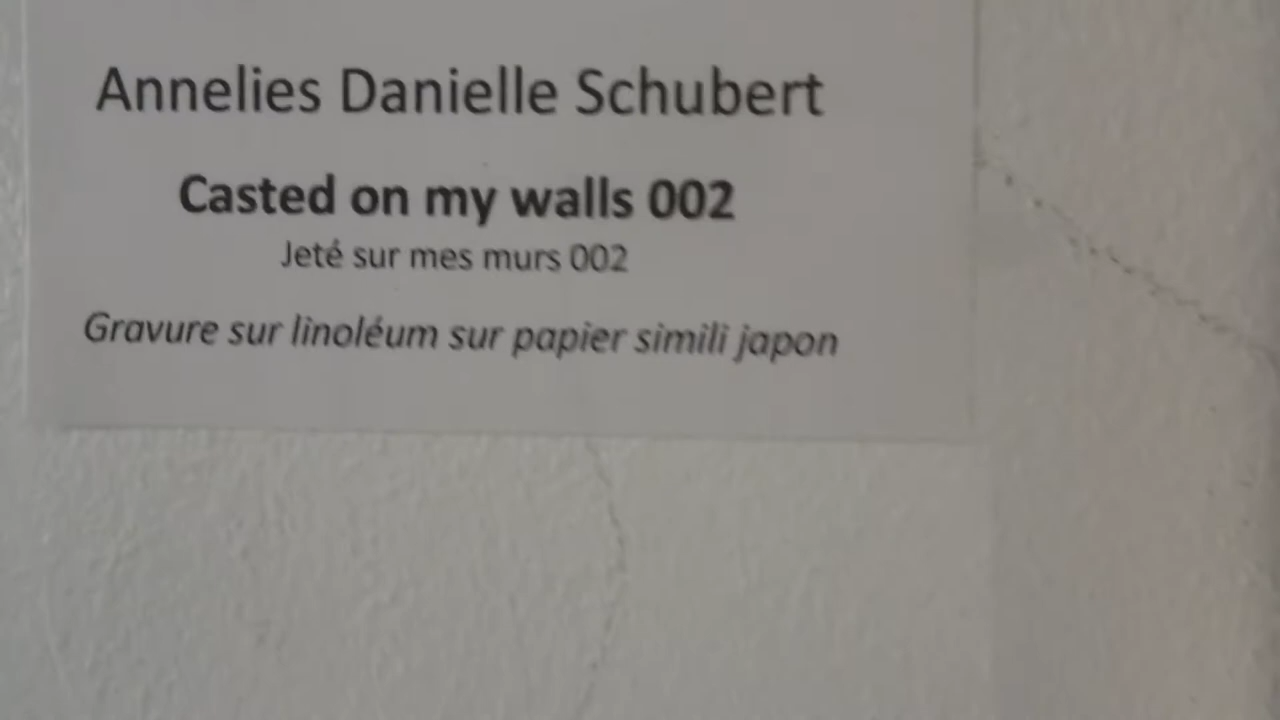 Annelies Danielle Schubert
Casted on my walls 002
Jeté sur mes murs 002
Gravure sur linoléum sur papier simili japon